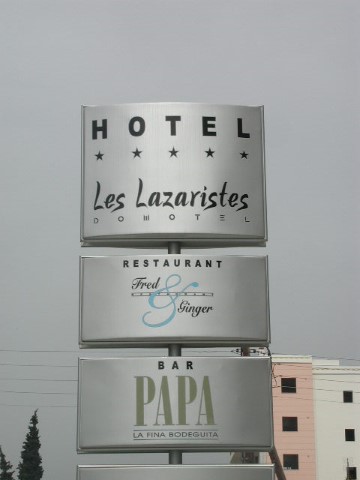 HOTEL
★★★★★
Les Lazaristes
DOMOTEL
RESTAURANT
Fred
&
Ginger
BAR
PAPA
LA FINA BODEGUITA